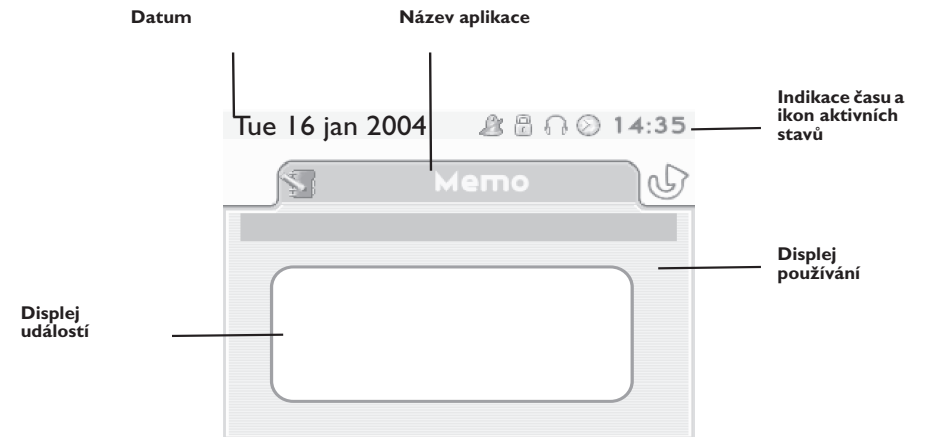 Datum
Název aplikace
Indikace času a
ikon aktivních
stavů
Tue 16 jan 2004
14:35
Memo
Displej
používání
Displej
událostí